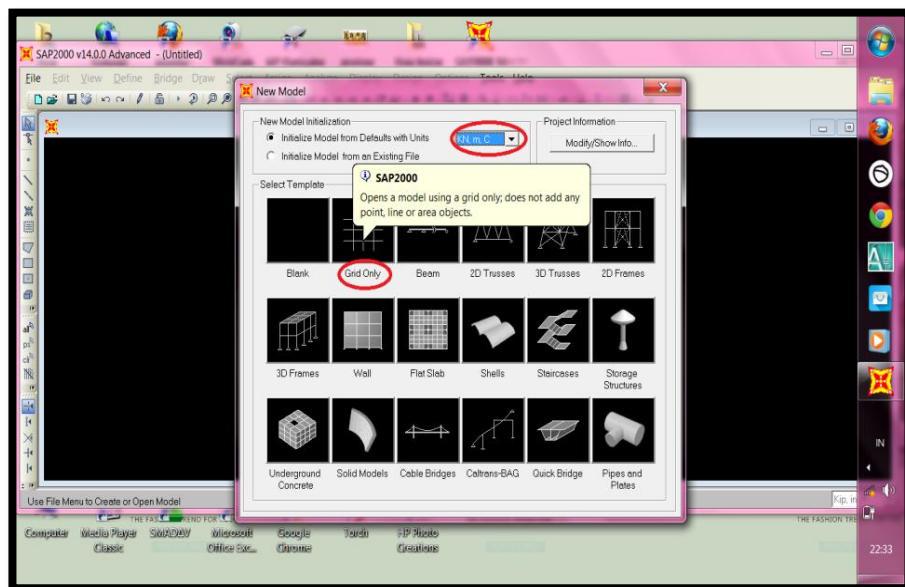 SAP2000 v14.0.0 Advanced - (Untitled)
File Edit View Define Bridge Draw
New Model
New Model Initialization
Project Information
Initialize Model from Defaults with Units
KN, m, C
Modify/Show Info...
Initialize Model from an Existing File
Select Template
SAP2000
Opens a model using a grid only; does not add any
point, line or area objects.
Blank
Grid Only
Beam
2D Trusses
3D Trusses
2D Frames
3D Frames
Wall
Flat Slab
Shells
Staircases
Storage
Structures
Underground
Concrete
Solid Models
Cable Bridges
Caltrans-BAG
Quick Bridge
Pipes and
Plates
Use File Menu to Create or Open Model
Kip, in
Computer
Media Player
Classic
SMADAV
Microsoft
Office Exc...
Google
Chrome
Torch
HP Photo
Creations
IN
22:33